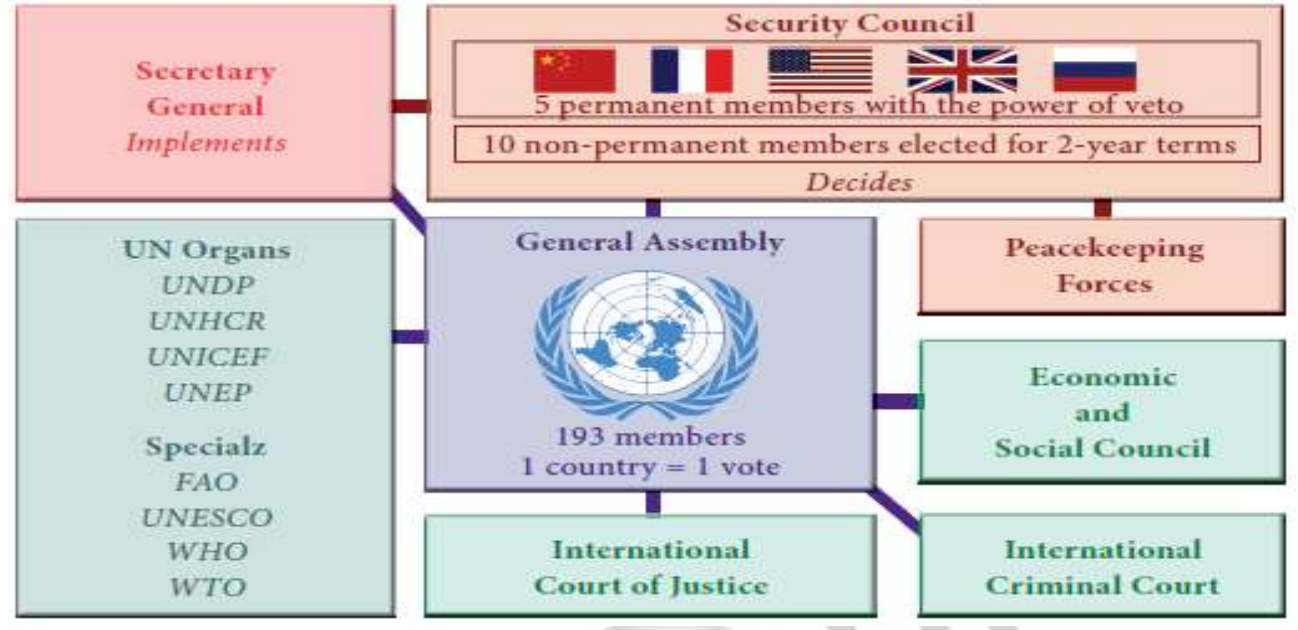 Secretary
General
Implements
Security Council
5 permanent members with the power of veto
10 non-permanent members elected for 2-year terms
Decides
UN Organs
UNDP
UNHCR
UNICEF
UNEP
Specialz
FAO
UNESCO
WHO
WTO
General Assembly
193 members
1 country = 1 vote
Peacekeeping
Forces
Economic
and
Social Council
International
Court of Justice
International
Criminal Court